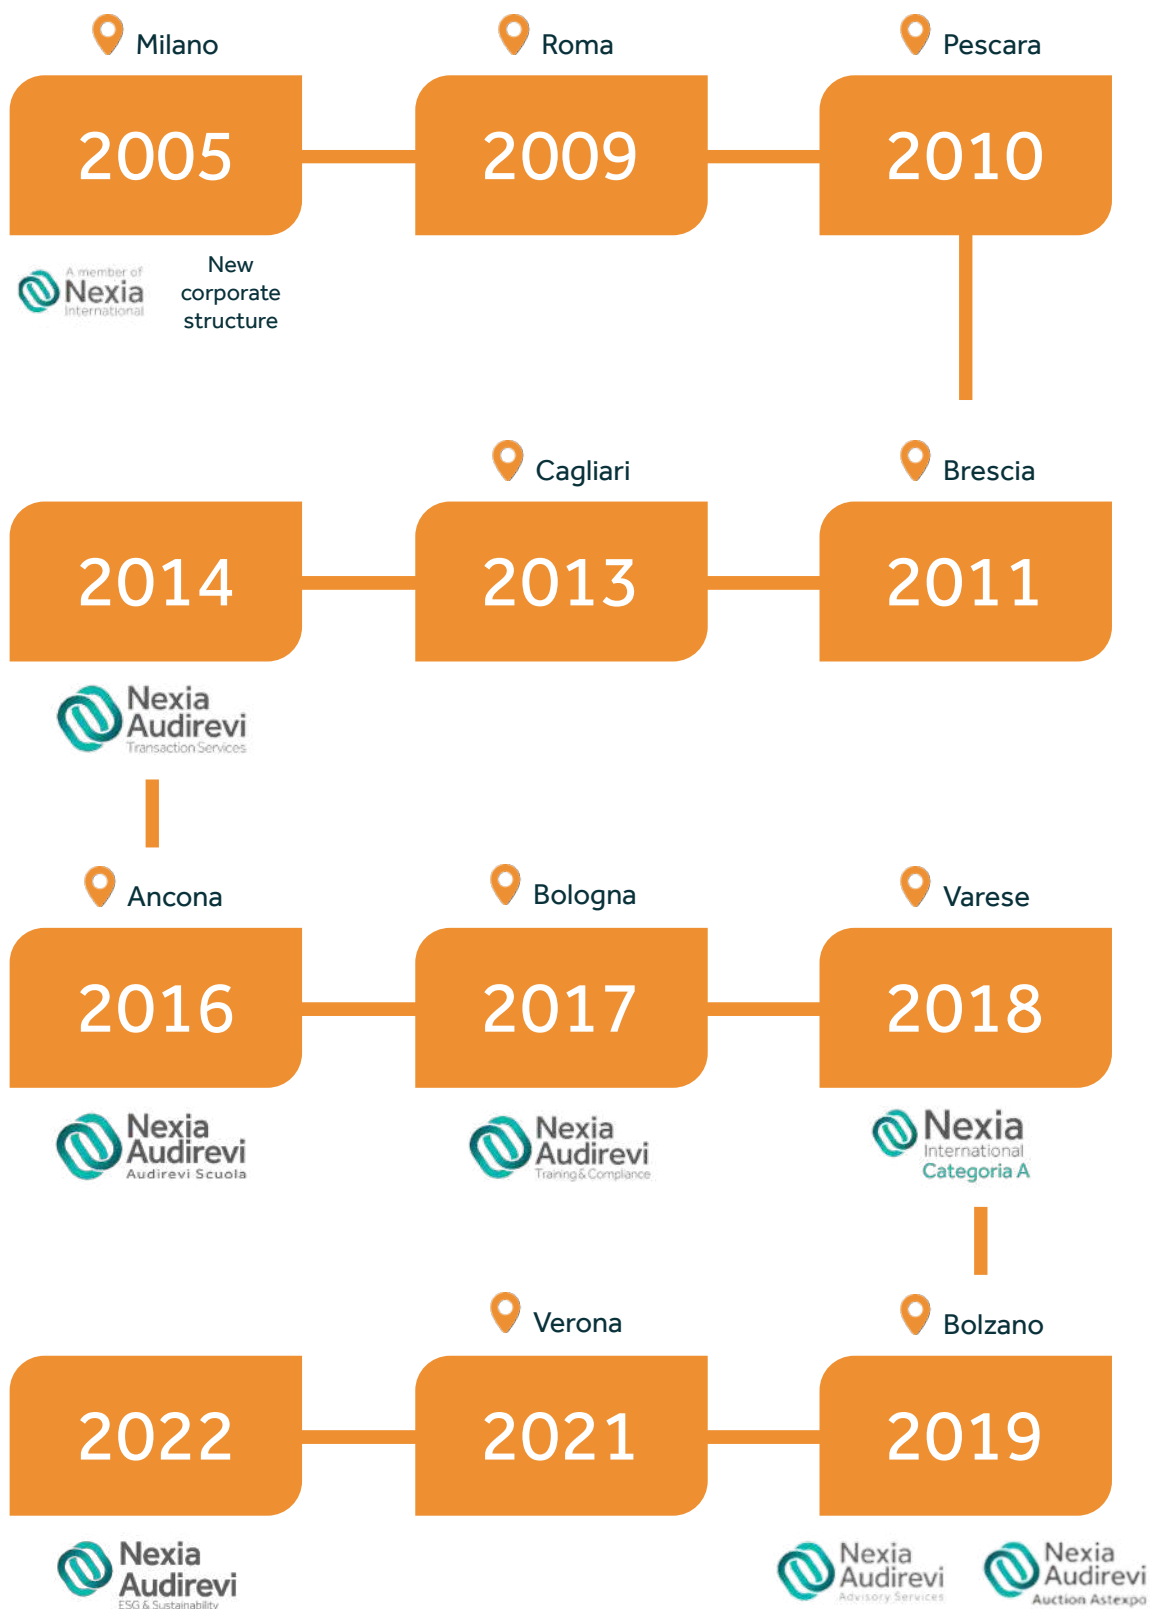 Milano
Roma
Pescara
2005
2009
2010
A member of
Nexia
International
New
corporate
structure
Cagliari
Brescia
2014
2013
2011
Nexia
Audirevi
Transaction Services
Ancona
Bologna
Varese
2016
2017
2018
Nexia
Audirevi
Audirevi Scuola
Nexia
Audirevi
Training & Compliance
Nexia
International
Categoria A
Verona
Bolzano
2022
2021
2019
Nexia
Audirevi
ESG & Sustainability
Nexia
Audirevi
Advisory Services
Nexia
Audirevi
Auction Astexpo